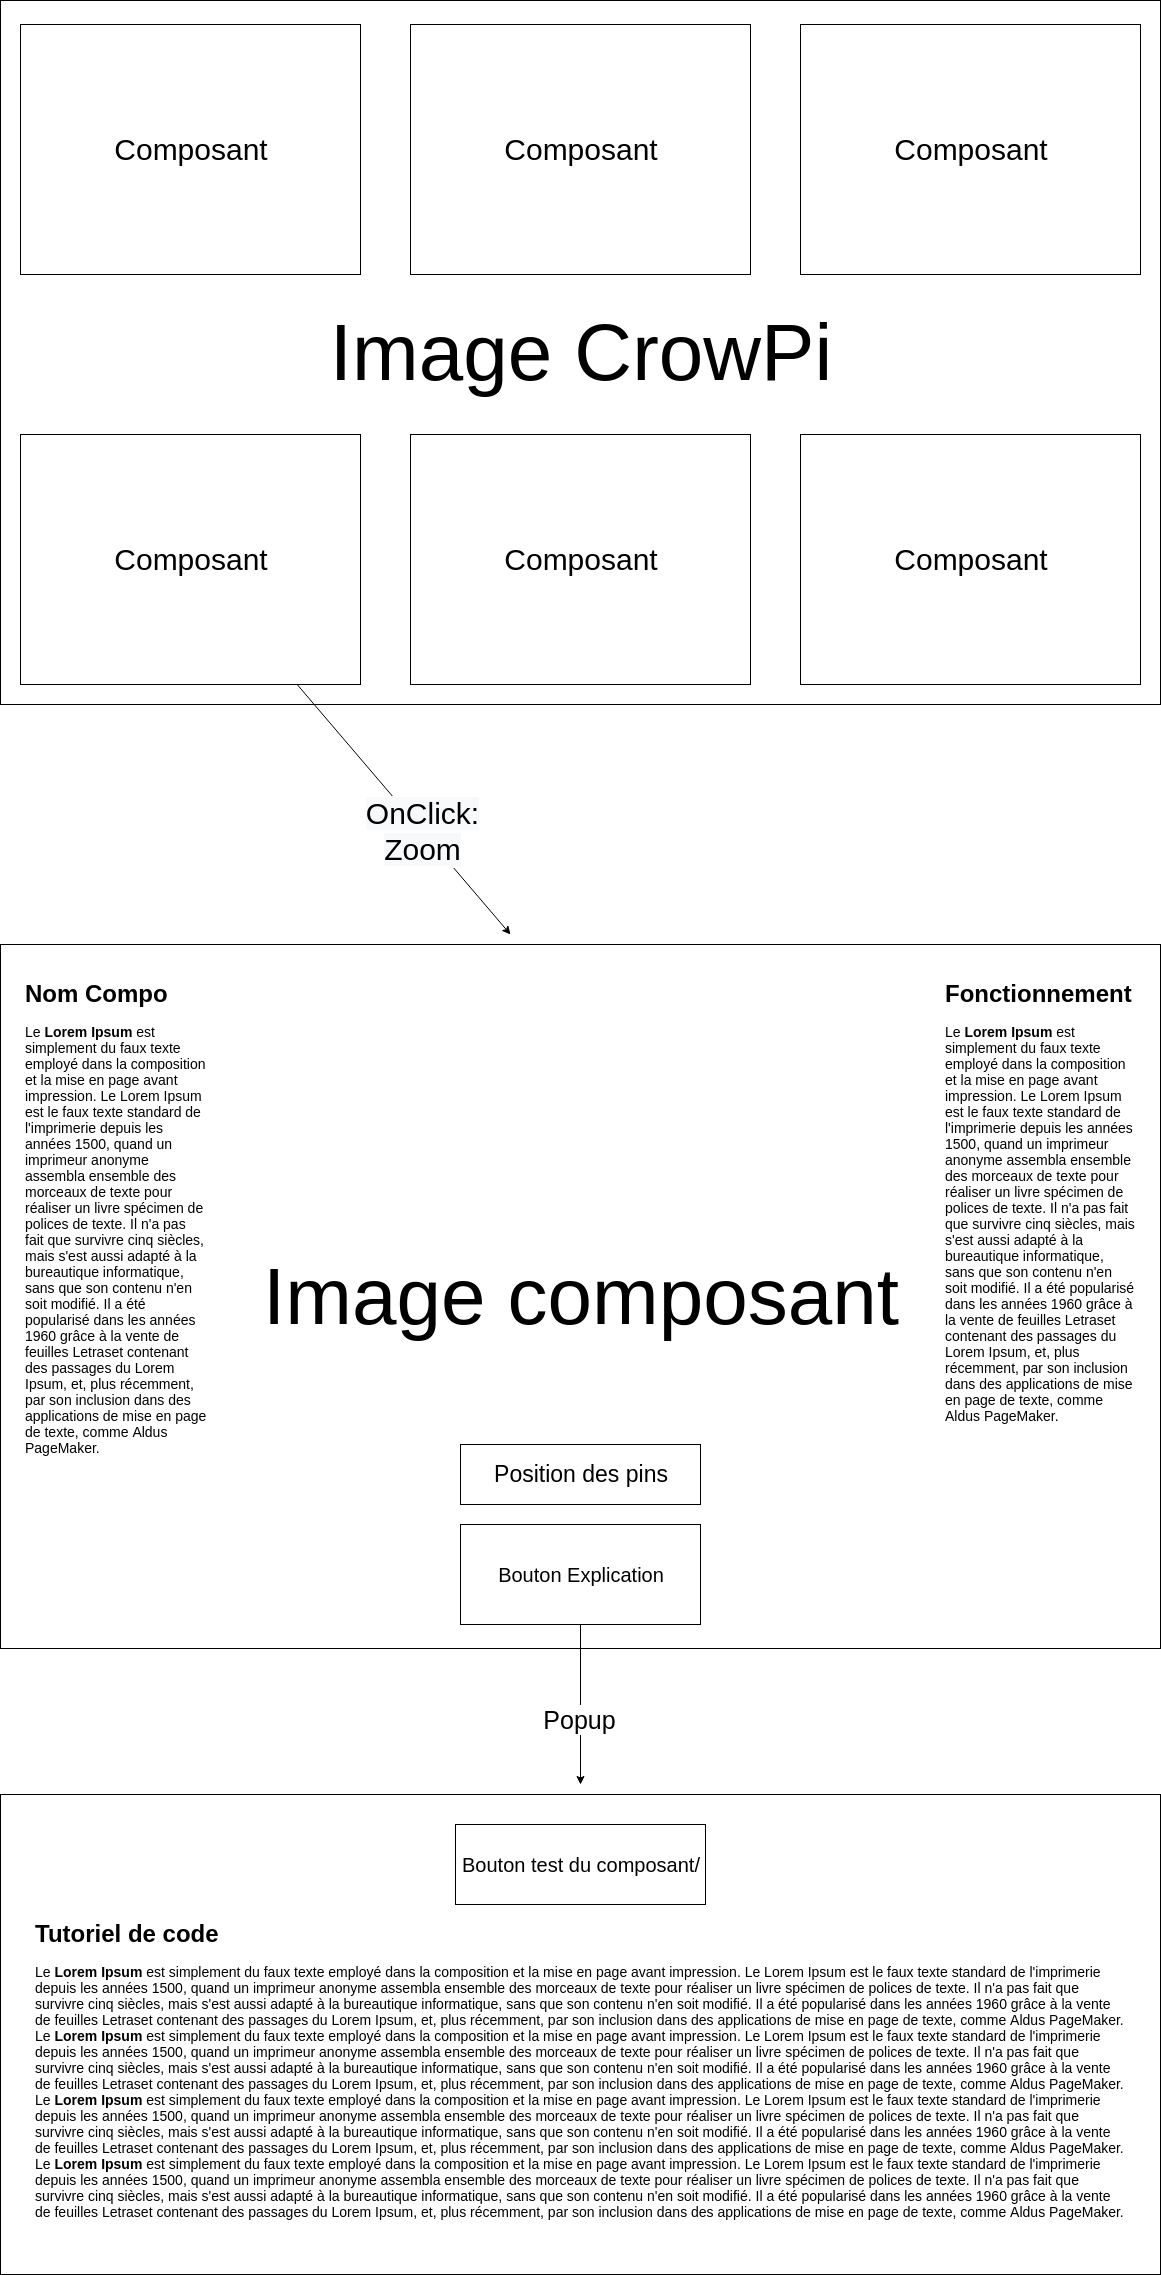 Composant
Composant
Composant
Image CrowPi
Composant
Composant
Composant
OnClick:
Zoom
Nom Compo
Le Lorem Ipsum est
simplement du faux texte
employé dans la composition
et la mise en page avant
impression. Le Lorem Ipsum
est le faux texte standard de
l'imprimerie depuis les
années 1500, quand un
imprimeur anonyme
assembla ensemble des
morceaux de texte pour
réaliser un livre spécimen de
polices de texte. Il n'a pas
fait que survivre cinq siècles,
mais s'est aussi adapté à la
bureautique informatique,
sans que son contenu n'en
soit modifié. Il a été
popularisé dans les années
1960 grâce à la vente de
feuilles Letraset contenant
des passages du Lorem
Ipsum, et, plus récemment,
par son inclusion dans des
applications de mise en page
de texte, comme Aldus
PageMaker.
Image composant
Fonctionnement
Le Lorem Ipsum est
simplement du faux texte
employé dans la composition
et la mise en page avant
impression. Le Lorem Ipsum
est le faux texte standard de
l'imprimerie depuis les années
1500, quand un imprimeur
anonyme assembla ensemble
des morceaux de texte pour
réaliser un livre spécimen de
polices de texte. Il n'a pas fait
que survivre cinq siècles, mais
s'est aussi adapté à la
bureautique informatique,
sans que son contenu n'en
soit modifié. Il a été popularisé
dans les années 1960 grâce à
la vente de feuilles Letraset
contenant des passages du
Lorem Ipsum, et, plus
récemment, par son inclusion
dans des applications de mise
en page de texte, comme
Aldus PageMaker.
Position des pins
Bouton Explication
Popup
Bouton test du composant/
Tutoriel de code
Le Lorem Ipsum est simplement du faux texte employé dans la composition et la mise en page avant impression. Le Lorem Ipsum est le faux texte standard de l'imprimerie
depuis les années 1500, quand un imprimeur anonyme assembla ensemble des morceaux de texte pour réaliser un livre spécimen de polices de texte. Il n'a pas fait que
survivre cinq siècles, mais s'est aussi adapté à la bureautique informatique, sans que son contenu n'en soit modifié. Il a été popularisé dans les années 1960 grâce à la vente
de feuilles Letraset contenant des passages du Lorem Ipsum, et, plus récemment, par son inclusion dans des applications de mise en page de texte, comme Aldus PageMaker.
Le Lorem Ipsum est simplement du faux texte employé dans la composition et la mise en page avant impression. Le Lorem Ipsum est le faux texte standard de l'imprimerie
depuis les années 1500, quand un imprimeur anonyme assembla ensemble des morceaux de texte pour réaliser un livre spécimen de polices de texte. Il n'a pas fait que
survivre cinq siècles, mais s'est aussi adapté à la bureautique informatique, sans que son contenu n'en soit modifié. Il a été popularisé dans les années 1960 grâce à la vente
de feuilles Letraset contenant des passages du Lorem Ipsum, et, plus récemment, par son inclusion dans des applications de mise en page de texte, comme Aldus PageMaker.
Le Lorem Ipsum est simplement du faux texte employé dans la composition et la mise en page avant impression. Le Lorem Ipsum est le faux texte standard de l'imprimerie
depuis les années 1500, quand un imprimeur anonyme assembla ensemble des morceaux de texte pour réaliser un livre spécimen de polices de texte. Il n'a pas fait que
survivre cinq siècles, mais s'est aussi adapté à la bureautique informatique, sans que son contenu n'en soit modifié. Il a été popularisé dans les années 1960 grâce à la vente
de feuilles Letraset contenant des passages du Lorem Ipsum, et, plus récemment, par son inclusion dans des applications de mise en page de texte, comme Aldus PageMaker.
Le Lorem Ipsum est simplement du faux texte employé dans la composition et la mise en page avant impression. Le Lorem Ipsum est le faux texte standard de l'imprimerie
depuis les années 1500, quand un imprimeur anonyme assembla ensemble des morceaux de texte pour réaliser un livre spécimen de polices de texte. Il n'a pas fait que
survivre cinq siècles, mais s'est aussi adapté à la bureautique informatique, sans que son contenu n'en soit modifié. Il a été popularisé dans les années 1960 grâce à la vente
de feuilles Letraset contenant des passages du Lorem Ipsum, et, plus récemment, par son inclusion dans des applications de mise en page de texte, comme Aldus PageMaker.